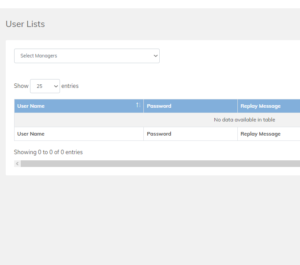 User Lists
Select Managers
Show 25 entries
User Name Password Replay Message
No data available in table
User Name Password Replay Message
Showing 0 to 0 of 0 entries